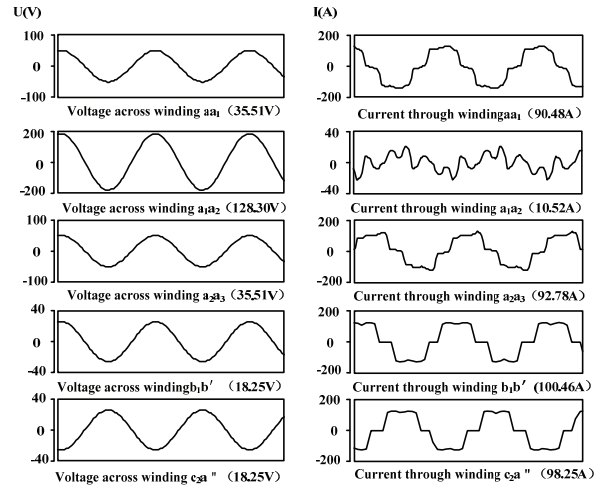 U(V)
I(A)
100
0
-100
Voltage across winding aa₁ (35.51V)
200
0
-200
Current through windingaa₁ (90.48A)
200
0
-200
Voltage across winding a₁a₂ (128.30V)
40
0
-40
Current through winding a₁a₂ (10.52A)
100
0
-100
Voltage across winding a₂a₃ (35.51V)
200
0
-200
Current through winding a₂a₃ (92.78A)
40
0
-40
Voltage across windingb₁b′ (18.25V)
200
0
-200
Current through winding b₁b′ (100.46A)
40
0
40
Voltage across winding c₂a " (18.25V)
200
0
-200
Current through winding c₂a " (98.25A)